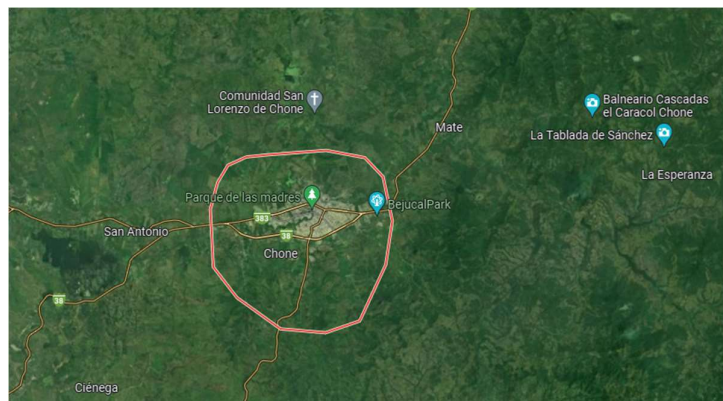 Comunidad San
Lorenzo de Chone
Balneario Cascadas
el Caracol Chone
Mate
La Tablada de Sánchez
La Esperanza
Parque de las madres
BejucalPark
383
San Antonio
38
Chone
38
Ciénega